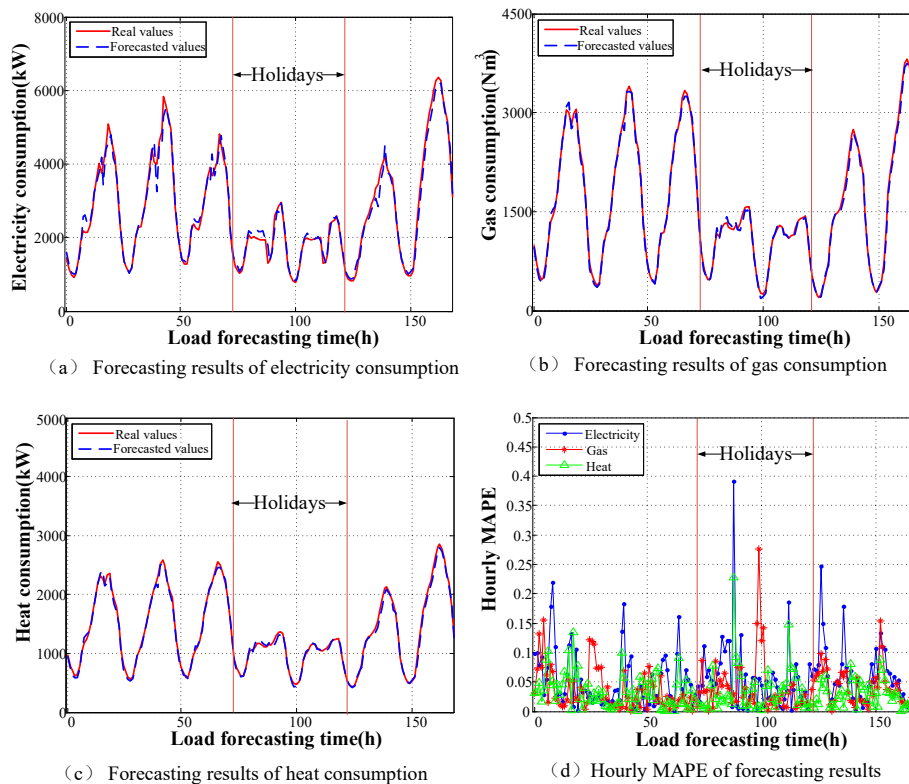 8000
6000
4000
2000
0
Electricity consumption(kW)
Real values
Forecasted values
Holidays
0
50
100
150
Load forecasting time(h)
（a） Forecasting results of electricity consumption
4500
3000
1500
0
Gas consumption(Nm³)
Real values
Forecasted values
Holidays
0
50
100
150
Load forecasting time(h)
（b） Forecasting results of gas consumption
5000
4000
3000
2000
1000
0
Heat consumption(kW)
Real values
Forecasted values
Holidays
0
50
100
150
Load forecasting time(h)
（c） Forecasting results of heat consumption
0.5
0.45
0.4
0.35
0.3
0.25
0.2
0.15
0.1
0.05
0
Hourly MAPE
Electricity
Gas
Heat
Holidays
0
50
100
150
Load forecasting time(h)
（d）Hourly MAPE of forecasting results